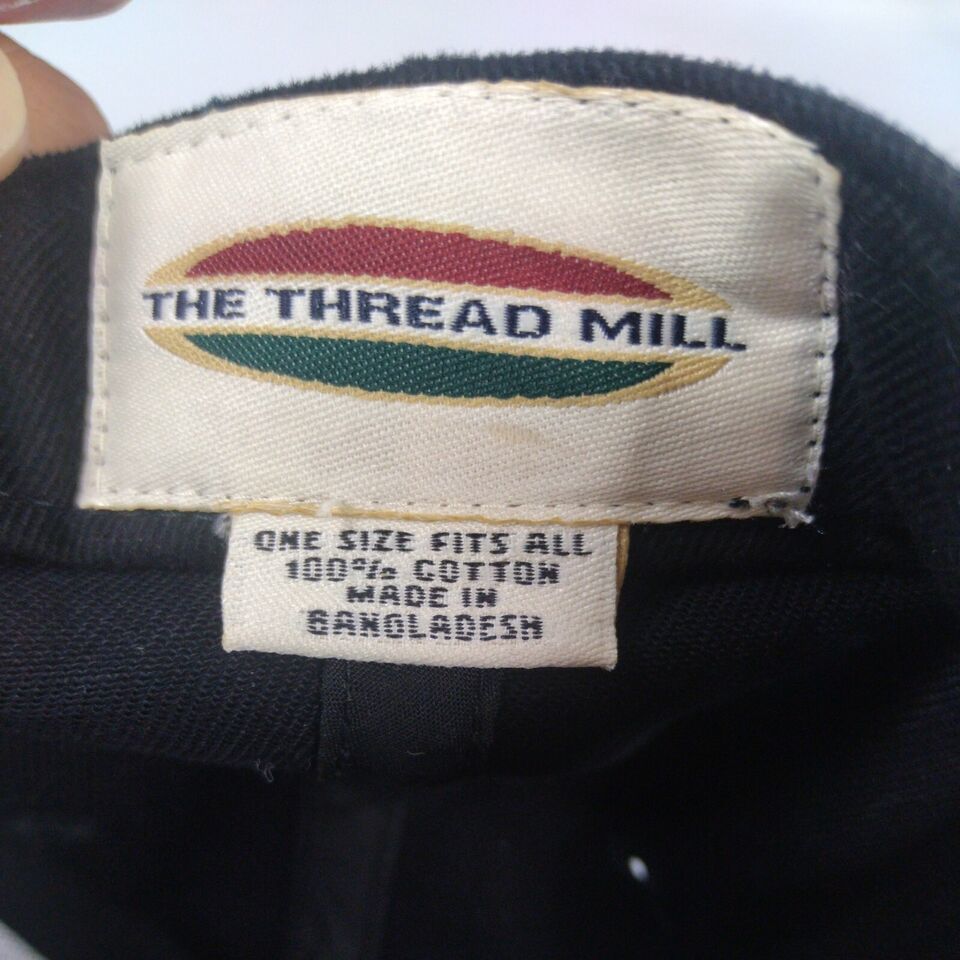 THE THREAD MILL
ONE SIZE FITS ALL
100% COTTON
MADE IN
BANGLADESH